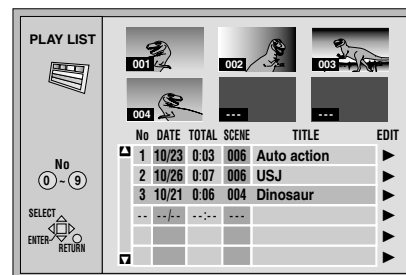 PLAY LIST
001 002 003
004 --- ---
No DATE TOTAL SCENE TITLE EDIT
1 10/23 0:03 006 Auto action
2 10/26 0:07 006 USJ
3 10/21 0:06 004 Dinosaur
-- --/-- --:-- ---
No
0 ~ 9
SELECT
ENTER
RETURN